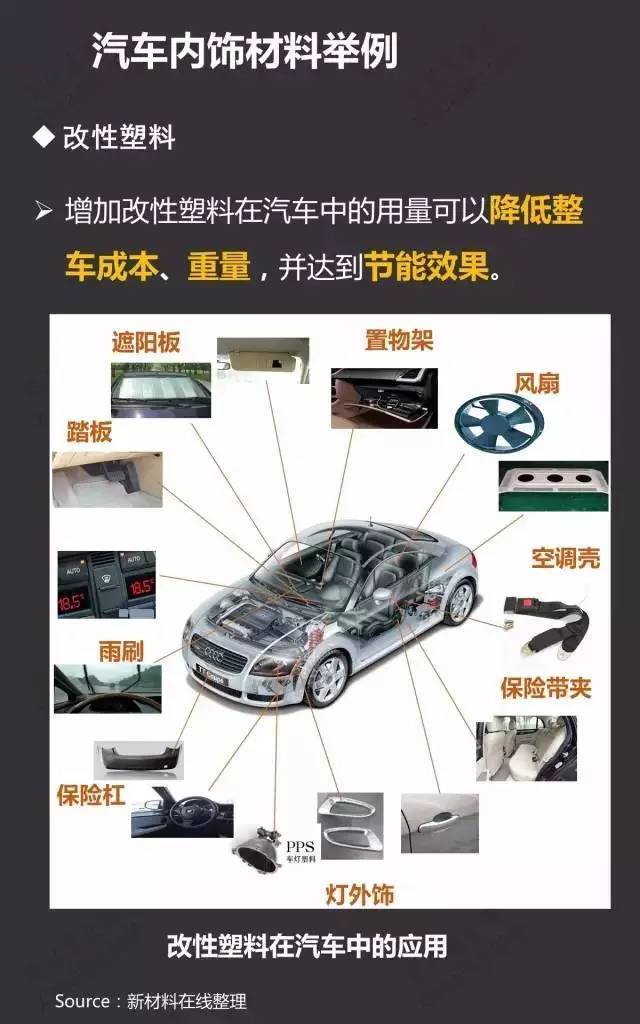 汽车内饰材料举例
◆ 改性塑料
➢ 增加改性塑料在汽车中的用量可以降低整
车成本、重量，并达到节能效果。
遮阳板
置物架
风扇
踏板
空调壳
AUTO
AUTO
18.5°
18.5°
雨刷
TT Coupe
保险带夹
保险杠
PPS
车灯塑料
灯外饰
改性塑料在汽车中的应用
Source：新材料在线整理